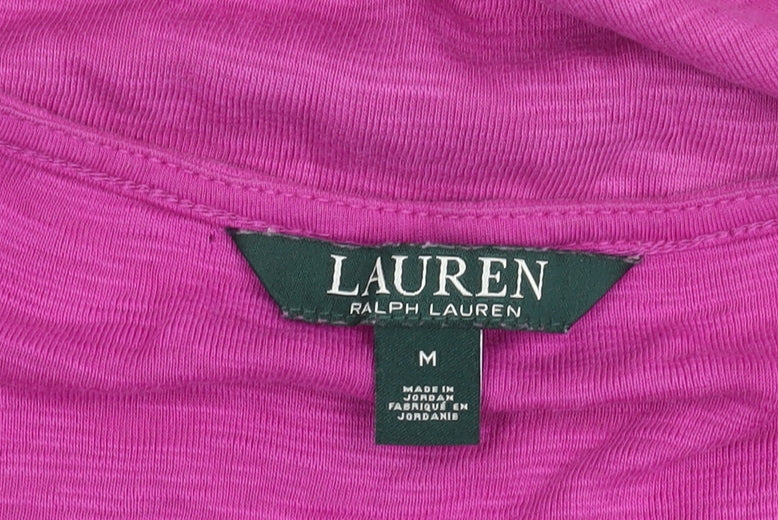 LAUREN
RALPH LAUREN
M
MADE IN
JORDAN
FABRIQUÉ EN
JORDANIE